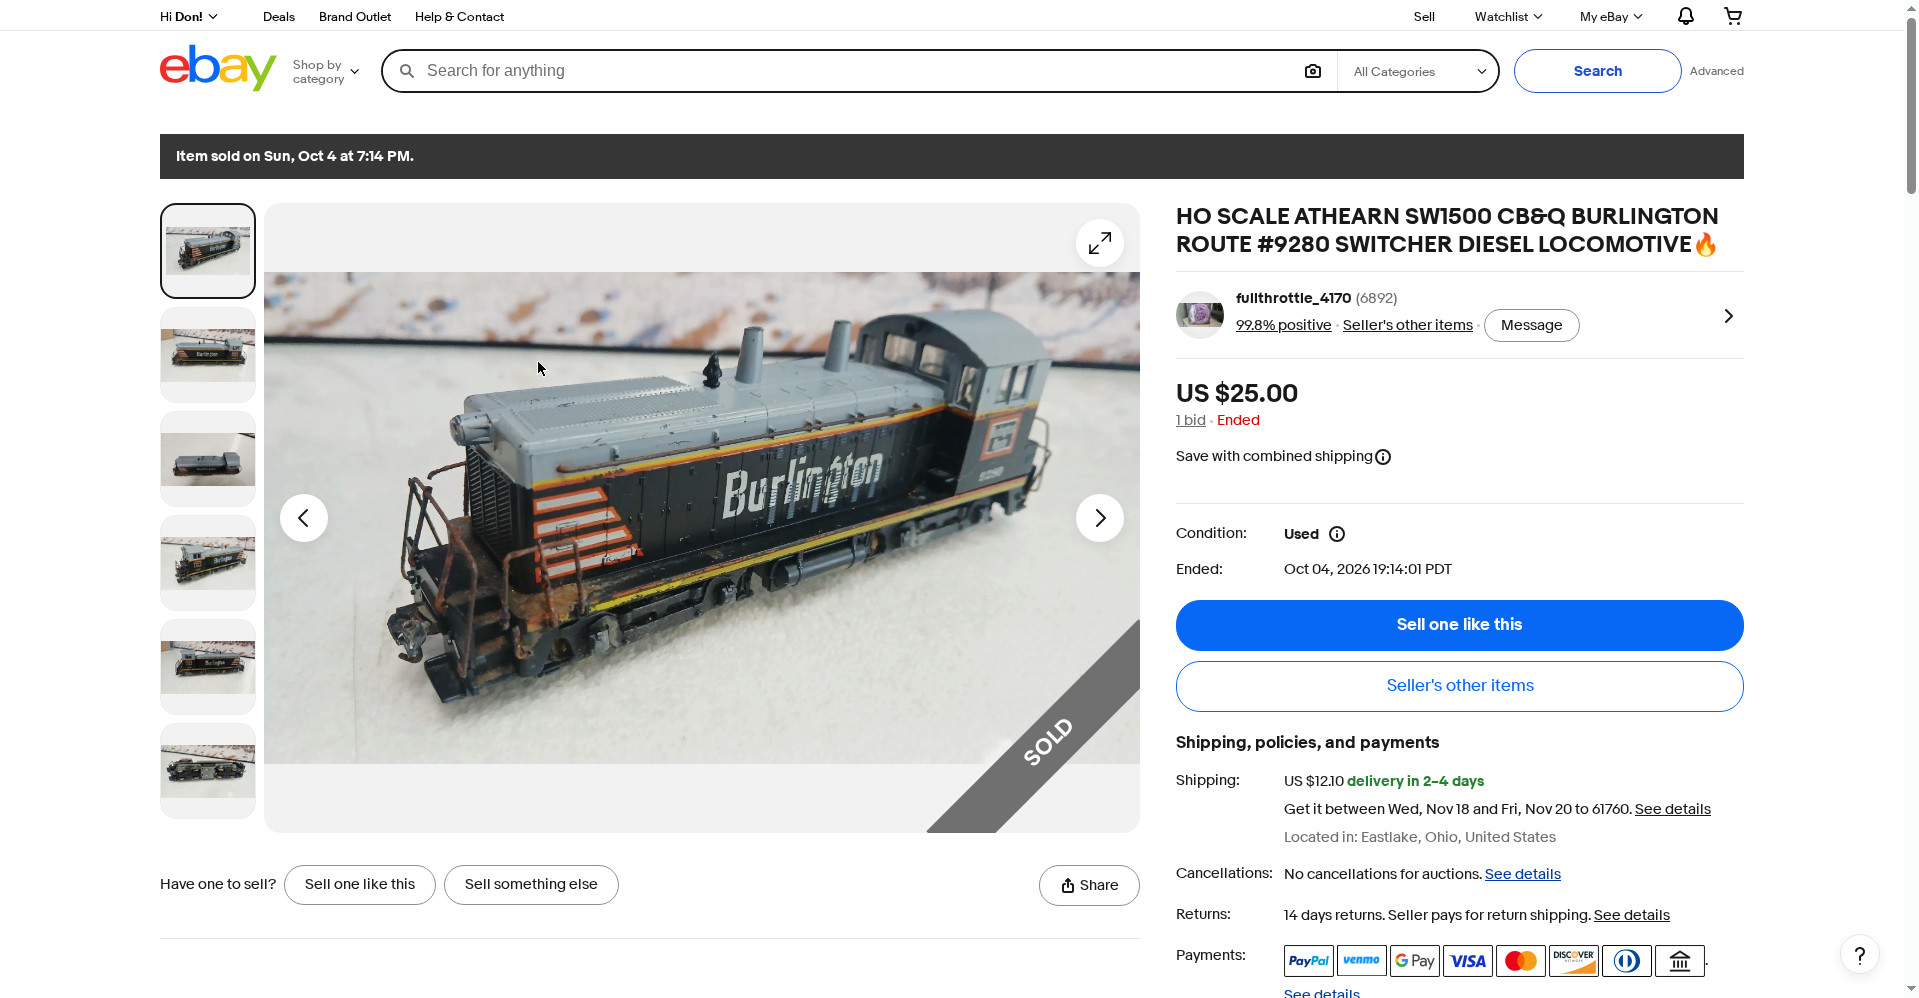 Hi Don!
Deals
Brand Outlet
Help & Contact
Sell
Watchlist
My eBay
ebay
Shop by category
Search for anything
All Categories
Search
Advanced
Item sold on Sun, Oct 4 at 7:14 PM.
Burlington
SOLD
HO SCALE ATHEARN SW1500 CB&Q BURLINGTON
ROUTE #9280 SWITCHER DIESEL LOCOMOTIVE🔥
fullthrottle_4170 (6892)
99.8% positive · Seller's other items · Message
US $25.00
1 bid · Ended
Save with combined shipping
Condition: Used
Ended: Oct 04, 2026 19:14:01 PDT
Sell one like this
Seller's other items
Shipping, policies, and payments
Shipping: US $12.10 delivery in 2–4 days
Get it between Wed, Nov 18 and Fri, Nov 20 to 61760. See details
Located in: Eastlake, Ohio, United States
Cancellations: No cancellations for auctions. See details
Returns: 14 days returns. Seller pays for return shipping. See details
Payments: PayPal venmo G Pay VISA DISCOVER
See details
Have one to sell? Sell one like this Sell something else
Share
?